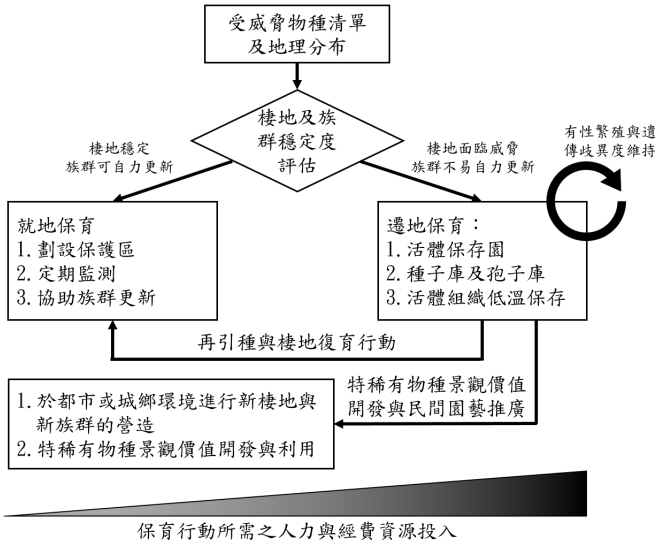 受威脅物種清單
及地理分布
棲地及族
群穩定度
評估
棲地穩定
族群可自力更新
棲地面臨威脅
族群不易自力更新
有性繁殖與遺
傳歧異度維持
就地保育
1. 劃設保護區
2. 定期監測
3. 協助族群更新
遷地保育：
1. 活體保存園
2. 種子庫及孢子庫
3. 活體組織低溫保存
再引種與棲地復育行動
特稀有物種景觀價值
開發與民間園藝推廣
1. 於都市或城鄉環境進行新棲地與
新族群的營造
2. 特稀有物種景觀價值開發與利用
保育行動所需之人力與經費資源投入